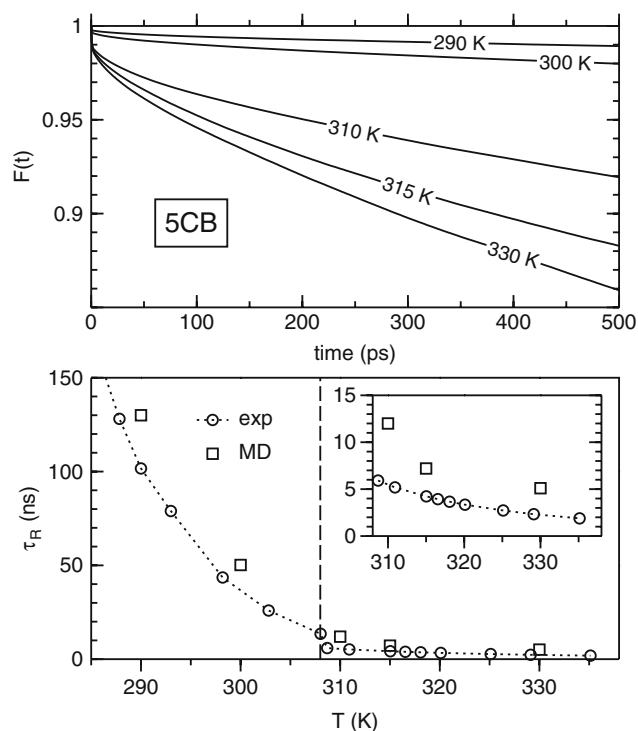 1
0.95
0.9
F(t)
290 K
300 K
310 K
315 K
330 K
5CB
0 100 200 300 400 500
time (ps)
150
100
50
0
τR (ns)
exp
MD
15
10
5
0
310 320 330
290 300 310 320 330
T (K)